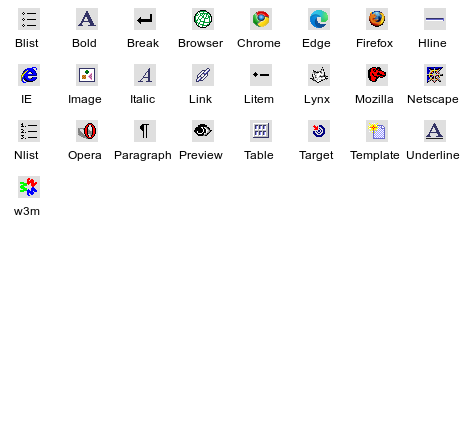 Blist Bold Break Browser Chrome Edge Firefox Hline
IE Image Italic Link Litem Lynx Mozilla Netscape
Nlist Opera Paragraph Preview Table Target Template Underline
w3m